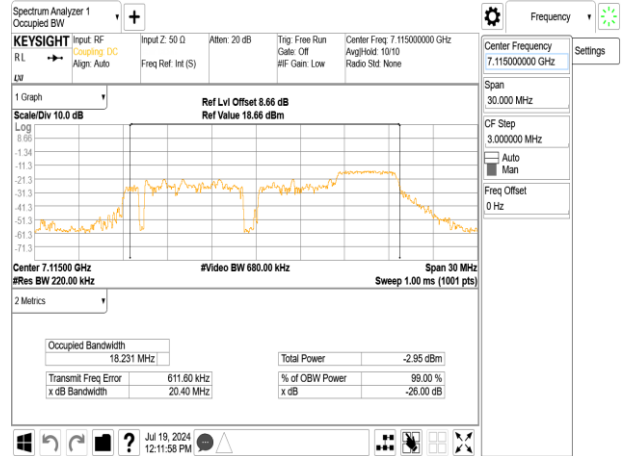 Spectrum Analyzer 1
Occupied BW
+
Frequency
KEYSIGHT
RL
Input: RF
Coupling: DC
Align: Auto
Input Z: 50 Ω
Freq Ref: Int (S)
Atten: 20 dB
Trig: Free Run
Gate: Off
#IF Gain: Low
Center Freq: 7.115000000 GHz
Avg|Hold: 10/10
Radio Std: None
Center Frequency
7.115000000 GHz
Settings
Span
30.000 MHz
CF Step
3.000000 MHz
Auto
Man
Freq Offset
0 Hz
1 Graph
Scale/Div 10.0 dB
Ref Lvl Offset 8.66 dB
Ref Value 18.66 dBm
Log
8.66
-1.34
-11.3
-21.3
-31.3
-41.3
-51.3
-61.3
-71.3
Center 7.11500 GHz
#Res BW 220.00 kHz
#Video BW 680.00 kHz
Span 30 MHz
Sweep 1.00 ms (1001 pts)
2 Metrics
Occupied Bandwidth
18.231 MHz
Total Power -2.95 dBm
Transmit Freq Error 611.60 kHz
% of OBW Power 99.00 %
x dB Bandwidth 20.40 MHz
x dB -26.00 dB
?
Jul 19, 2024
12:11:58 PM